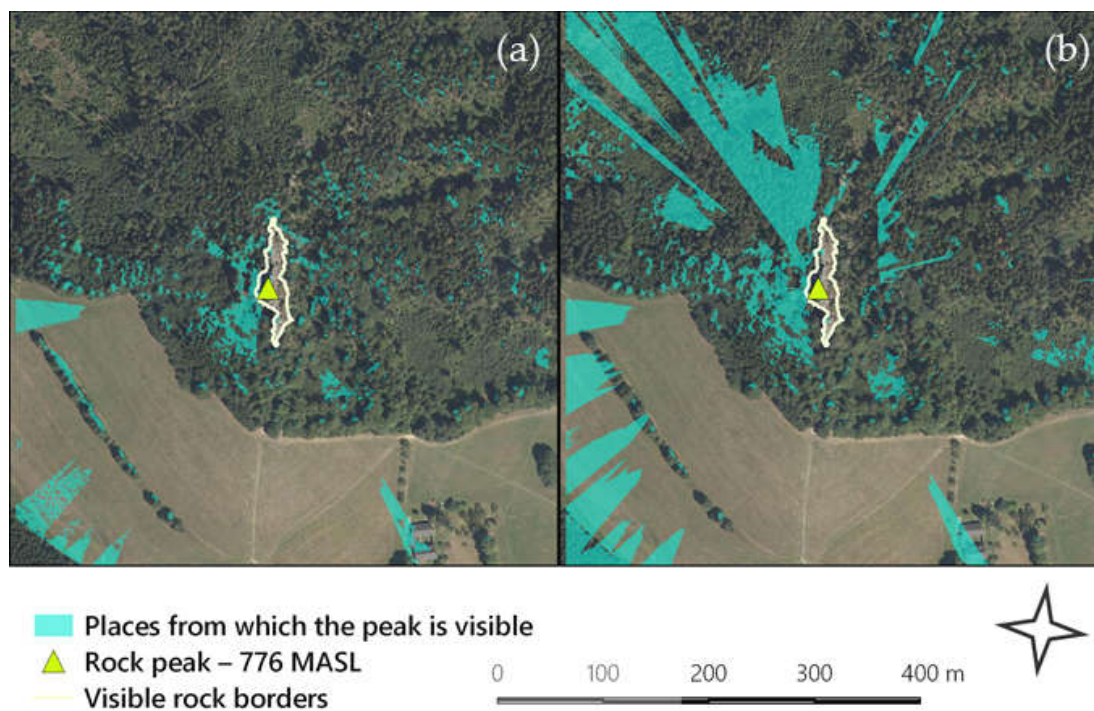 (a) (b)
Places from which the peak is visible
Rock peak – 776 MASL
Visible rock borders
0 100 200 300 400 m